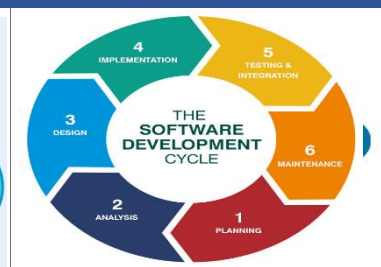 THE
SOFTWARE
DEVELOPMENT
CYCLE
1
PLANNING
2
ANALYSIS
3
DESIGN
4
IMPLEMENTATION
5
TESTING &
INTEGRATION
6
MAINTENANCE